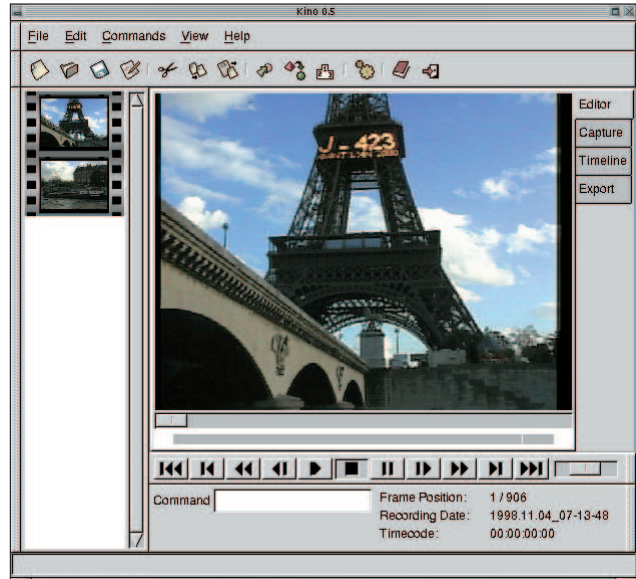 Kino 0.5
File Edit Commands View Help
Editor
Capture
Timeline
Export
J - 423
Command
Frame Position: 1 / 906
Recording Date: 1998.11.04_07-13-48
Timecode: 00:00:00:00